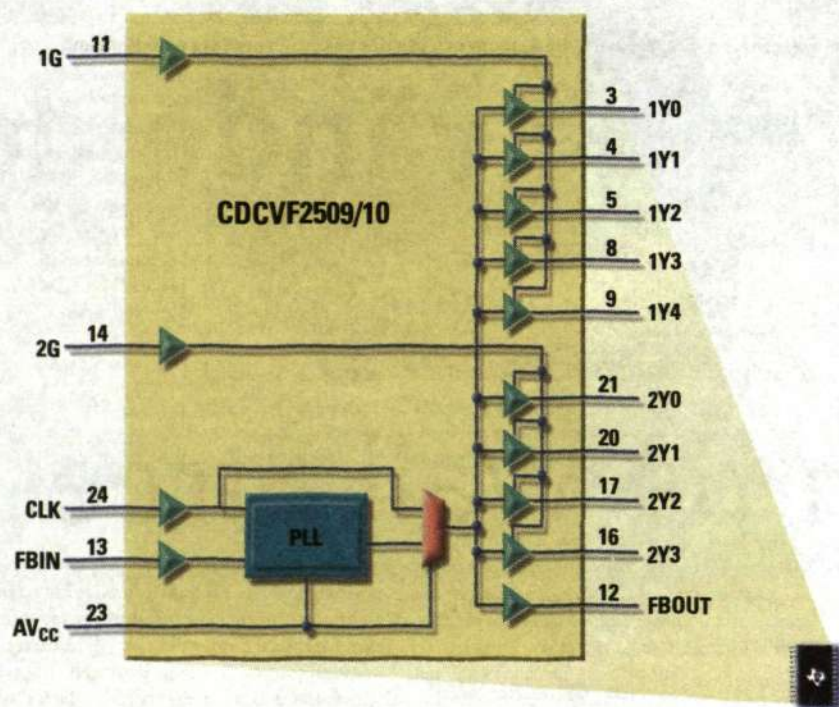 1G 11
3 1Y0
4 1Y1
5 1Y2
CDCVF2509/10
8 1Y3
9 1Y4
2G 14
21 2Y0
20 2Y1
17 2Y2
CLK 24
PLL
16 2Y3
FBIN 13
12 FBOUT
AVCC 23